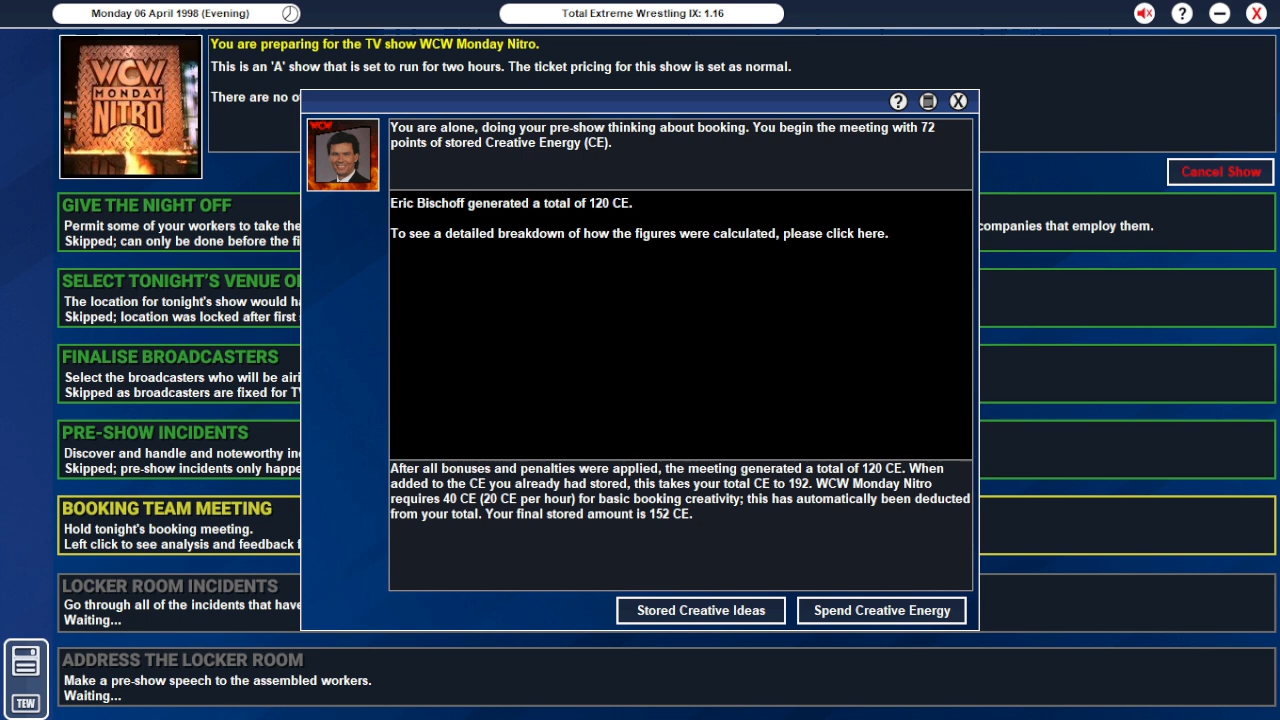 Monday 06 April 1998 (Evening)
Total Extreme Wrestling IX: 1.16
?
X
WCW
MONDAY
NITRO
You are preparing for the TV show WCW Monday Nitro.
This is an 'A' show that is set to run for two hours. The ticket pricing for this show is set as normal.
There are no o
Cancel Show
? X
WCW
You are alone, doing your pre-show thinking about booking. You begin the meeting with 72
points of stored Creative Energy (CE).
Eric Bischoff generated a total of 120 CE.
To see a detailed breakdown of how the figures were calculated, please click here.
After all bonuses and penalties were applied, the meeting generated a total of 120 CE. When
added to the CE you already had stored, this takes your total CE to 192. WCW Monday Nitro
requires 40 CE (20 CE per hour) for basic booking creativity; this has automatically been deducted
from your total. Your final stored amount is 152 CE.
Stored Creative Ideas
Spend Creative Energy
GIVE THE NIGHT OFF
Permit some of your workers to take the
companies that employ them.
Skipped; can only be done before the fi
SELECT TONIGHT'S VENUE O
The location for tonight's show would ha
Skipped; location was locked after first
FINALISE BROADCASTERS
Select the broadcasters who will be airi
Skipped as broadcasters are fixed for T
PRE-SHOW INCIDENTS
Discover and handle and noteworthy in
Skipped; pre-show incidents only happe
BOOKING TEAM MEETING
Hold tonight's booking meeting.
Left click to see analysis and feedback f
LOCKER ROOM INCIDENTS
Go through all of the incidents that have
Waiting...
ADDRESS THE LOCKER ROOM
Make a pre-show speech to the assembled workers.
Waiting...
TEW